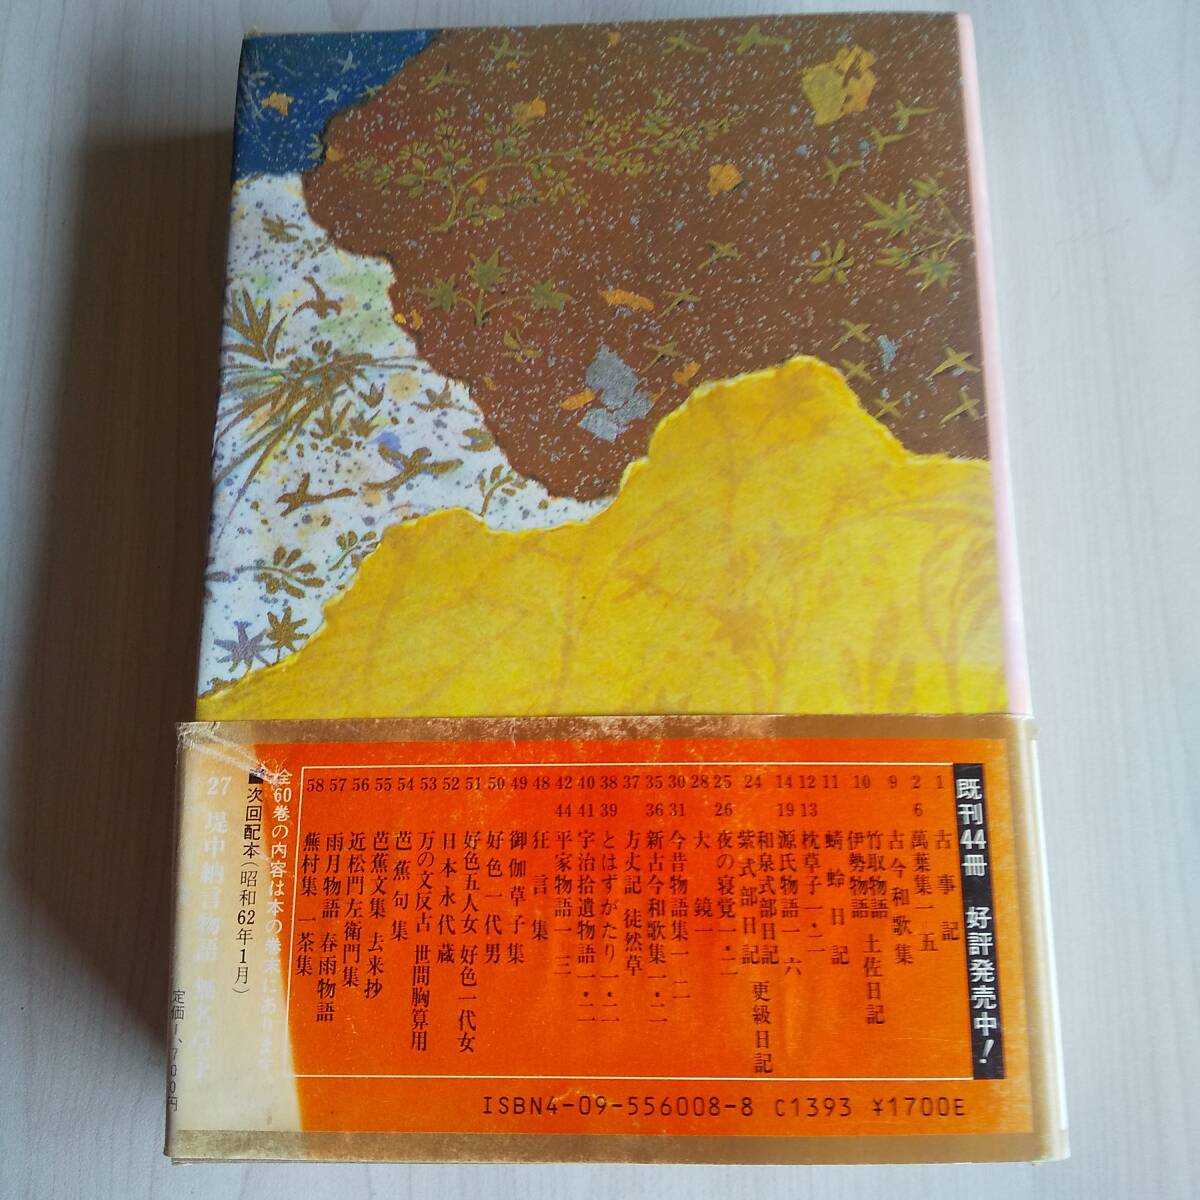 既刊44冊 好評発売中!
1 古事記
2 6 萬葉集一 五
9 古今和歌集
10 竹取物語 土佐日記
伊勢物語
11 蜻蛉日記
12 13 枕草子一・二
14 19 源氏物語一 六
24 和泉式部日記
紫式部日記 更級日記
25 26 夜の寝覚一・二
28 大鏡
30 31 今昔物語集一 二
35 36 新古今和歌集一・二
37 方丈記 徒然草
38 39 とはずがたり一・二
40 41 宇治拾遺物語一・二
42 44 平家物語一 三
48 狂言集
49 御伽草子集
50 好色一代男
51 好色五人女 好色一代女
52 日本永代蔵
53 万の文反古 世間胸算用
54 芭蕉句集
55 芭蕉文集 去来抄
56 近松門左衛門集
57 雨月物語 春雨物語
58 蕪村集 一茶集
全60巻の内容は本の巻末にあります
■次回配本(昭和62年1月)
27 堤中納言物語
定価1、700円
ISBN4-09-556008-8 C1393 ¥1700E